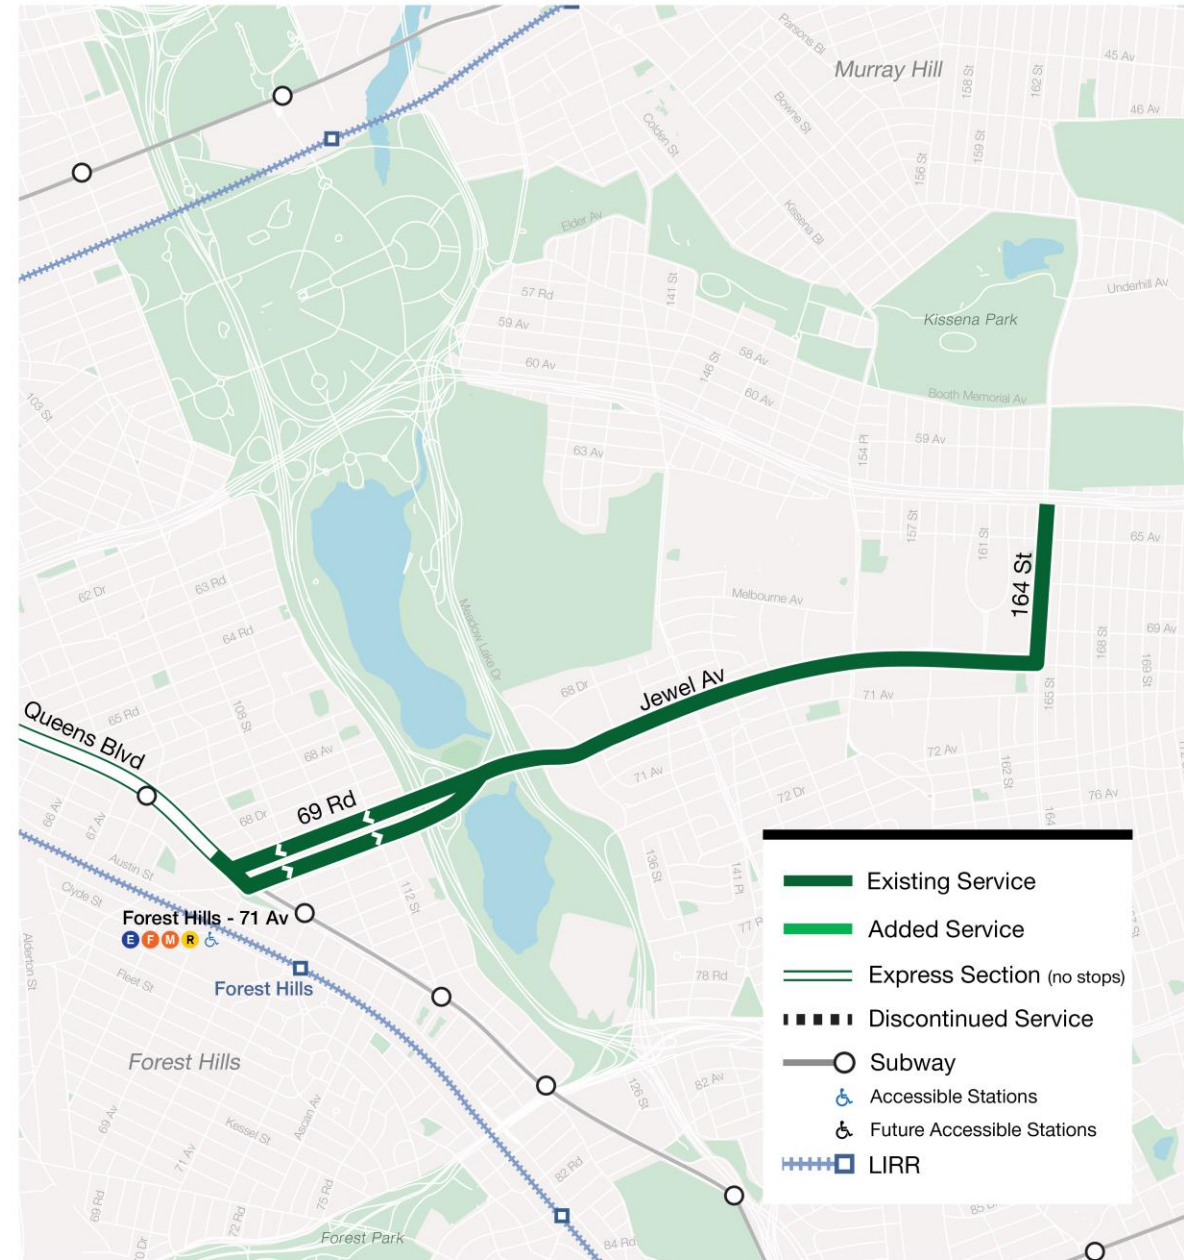 Parsons Bl
Murray Hill
45 Av
158 St
162 St
Bowne St
46 Av
Colden St
159 St
156 St
Elder Av
Kissena Bl
141 St
57 Rd
Underhill Av
59 Av
Kissena Park
58 Av
60 Av
146 St
60 Av
Booth Memorial Av
103 St
63 Av
154 Pl
59 Av
157 St
161 St
65 Av
164 St
62 Dr
63 Rd
Melbourne Av
Meadow Lake Dr
64 Rd
168 St
69 Av
169 St
68 Dr
Jewel Av
71 Av
165 St
65 Rd
108 St
Queens Blvd
68 Av
72 Av
71 Av
162 St
72 Dr
76 Av
69 Rd
68 Dr
66 Av
67 Av
164
Austin St
136 St
141 Pl
Clyde St
112 St
Forest Hills - 71 Av
E F M R
77 R
Alderton St
Fleet St
78 Rd
Forest Hills
Forest Hills
126 St
82 Av
Existing Service
Added Service
Express Section (no stops)
Discontinued Service
Subway
Accessible Stations
Future Accessible Stations
LIRR
69 Av
Kessel St
Ascan Av
71 Av
82 Rd
75 Rd
69 Rd
72 Rd
70 Dr
Forest Park
84 Rd